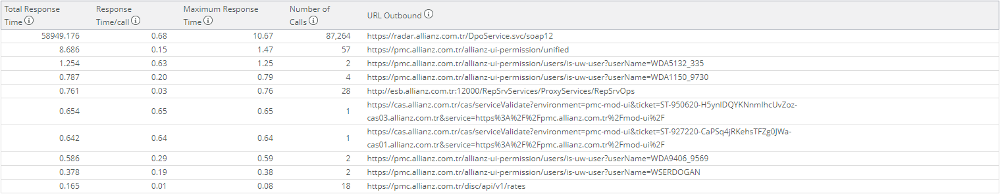 Total Response Time Response Time/call Maximum Response Time Number of Calls URL Outbound
58949.176 0.68 10.67 87,264 https://radar.allianz.com.tr/DpoService.svc/soap12
8.686 0.15 1.47 57 https://pmc.allianz.com.tr/allianz-ui-permission/unified
1.254 0.63 1.25 2 https://pmc.allianz.com.tr/allianz-ui-permission/users/is-uw-user?userName=WDA5132_335
0.787 0.20 0.79 4 https://pmc.allianz.com.tr/allianz-ui-permission/users/is-uw-user?userName=WDA1150_9730
0.761 0.03 0.76 28 http://esb.allianz.com.tr:12000/RepSrvServices/ProxyServices/RepSrvOps
0.654 0.65 0.65 1 https://cas.allianz.com.tr/cas/serviceValidate?environment=pmc-mod-ui&ticket=ST-950620-H5ynIDQYKNnmIhcUvZoz-
cas03.allianz.com.tr&service=https%3A%2F%2Fpmc.allianz.com.tr%2Fmod-ui%2F
0.642 0.64 0.64 1 https://cas.allianz.com.tr/cas/serviceValidate?environment=pmc-mod-ui&ticket=ST-927220-CaPSq4jRKehsTFZg0JWa-
cas01.allianz.com.tr&service=https%3A%2F%2Fpmc.allianz.com.tr%2Fmod-ui%2F
0.586 0.29 0.59 2 https://pmc.allianz.com.tr/allianz-ui-permission/users/is-uw-user?userName=WDA9406_9569
0.378 0.19 0.38 2 https://pmc.allianz.com.tr/allianz-ui-permission/users/is-uw-user?userName=WSERDOGAN
0.165 0.01 0.08 18 https://pmc.allianz.com.tr/disc/api/v1/rates